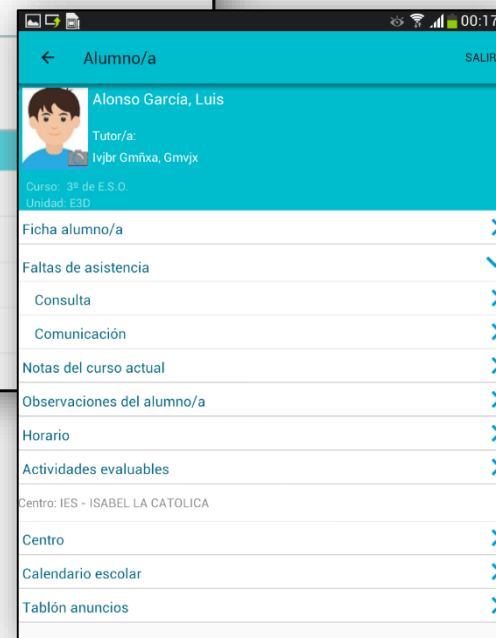 00:17
Alumno/a
SALIR
Alonso García, Luis
Tutor/a:
Ivjbr Gmñxa, Gmvjx
Curso: 3º de E.S.O.
Unidad: E3D
Ficha alumno/a
Faltas de asistencia
Consulta
Comunicación
Notas del curso actual
Observaciones del alumno/a
Horario
Actividades evaluables
Centro: IES - ISABEL LA CATOLICA
Centro
Calendario escolar
Tablón anuncios